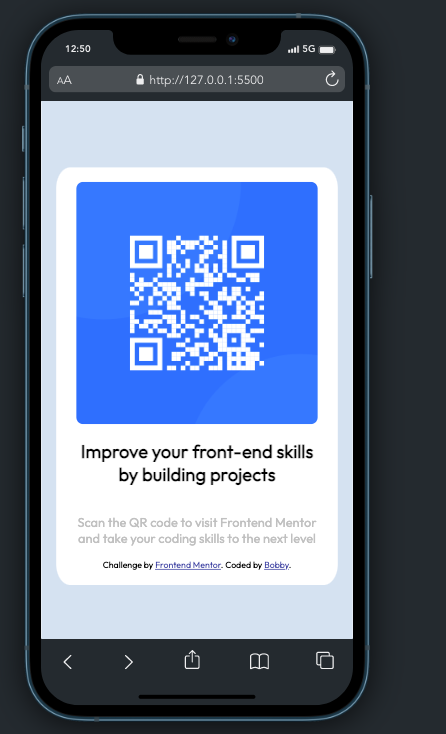 12:50
5G
AA
http://127.0.0.1:5500
Improve your front-end skills
by building projects
Scan the QR code to visit Frontend Mentor
and take your coding skills to the next level
Challenge by Frontend Mentor. Coded by Bobby.